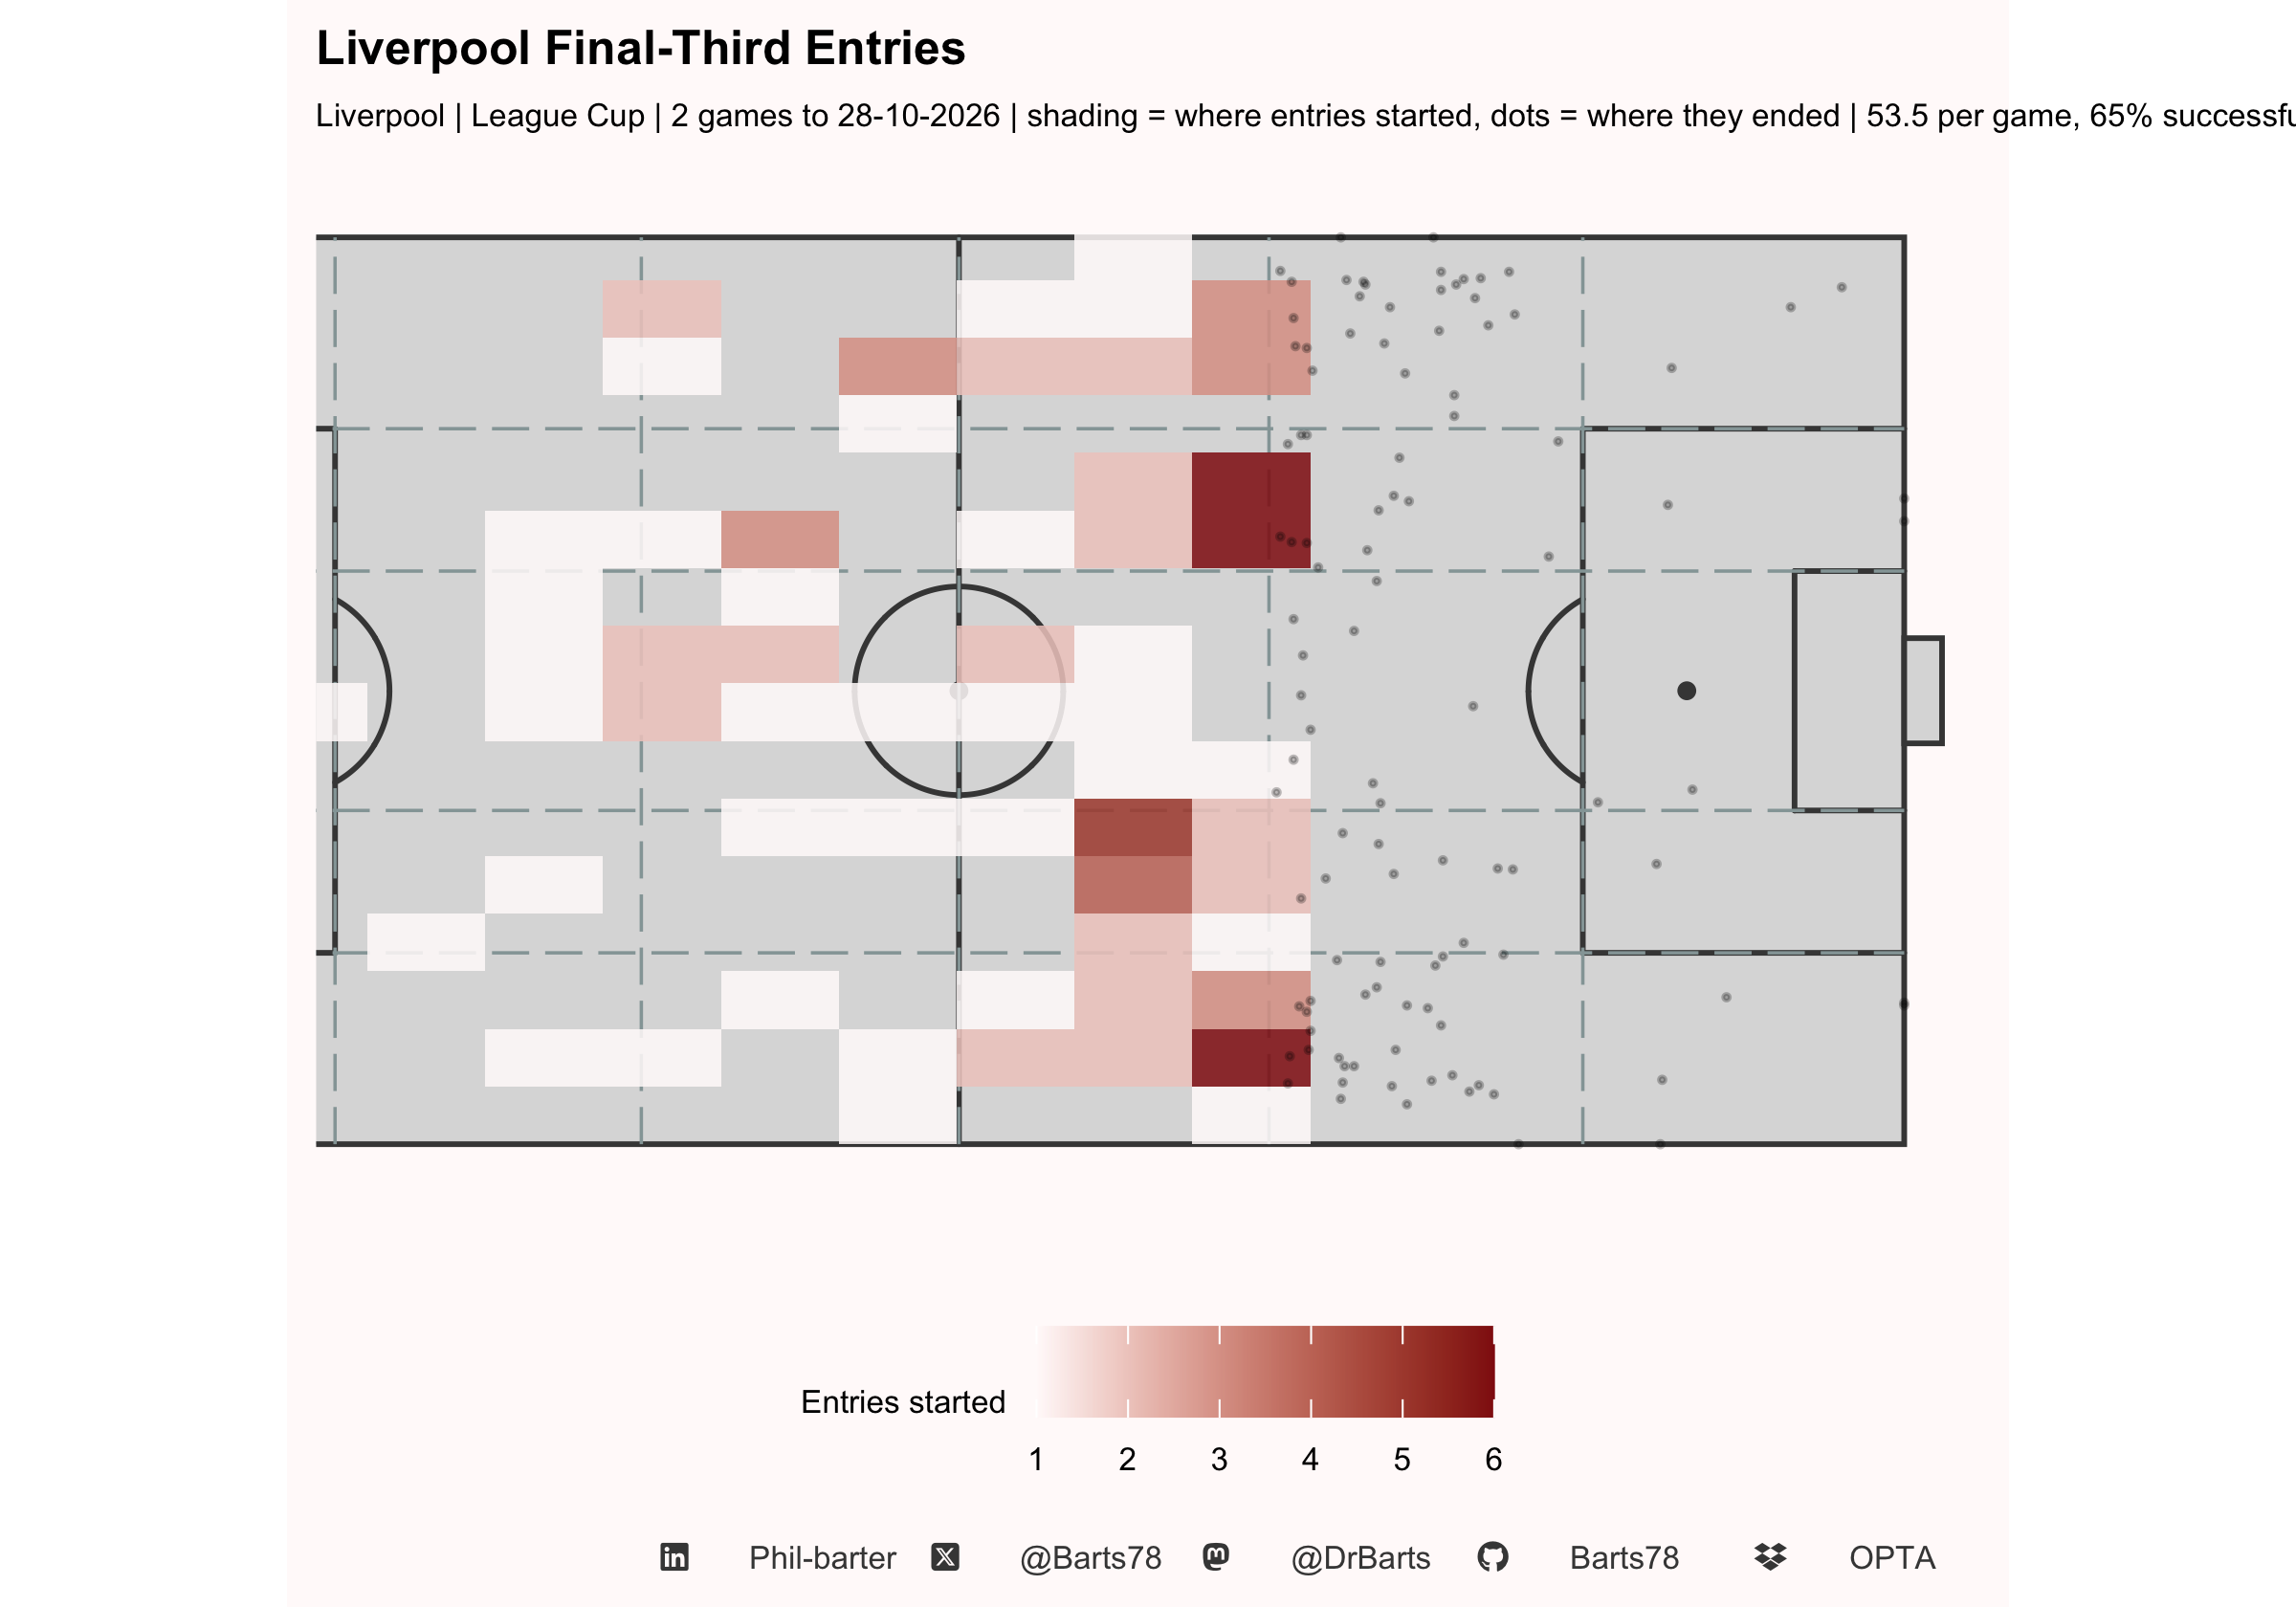 Liverpool Final-Third Entries
Liverpool | League Cup | 2 games to 28-10-2026 | shading = where entries started, dots = where they ended | 53.5 per game, 65% successfu
Entries started
1 2 3 4 5 6
Phil-barter @Barts78 @DrBarts Barts78 OPTA